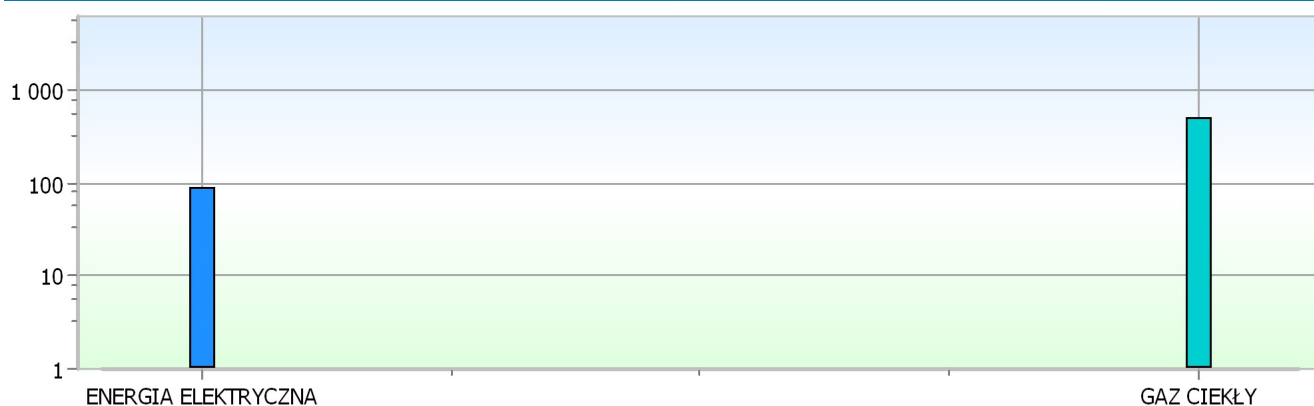 1 000
100
10
1
ENERGIA ELEKTRYCZNA GAZ CIEKŁY